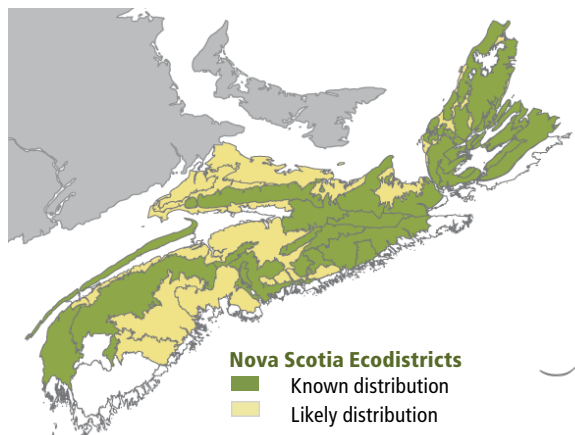 Nova Scotia Ecodistricts
Known distribution
Likely distribution